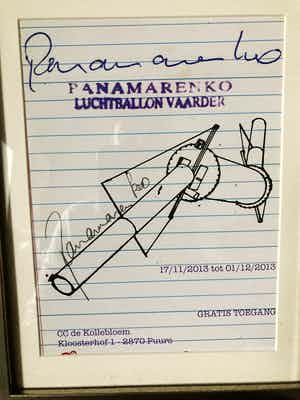 Panamarenko
PANAMARENKO
LUCHTBALLON VAARDER
Panamarenko
17/11/2013 tot 01/12/2013
GRATIS TOEGANG
CC de Kollebloem
Kloosterhof 1 - 2870 Puurs